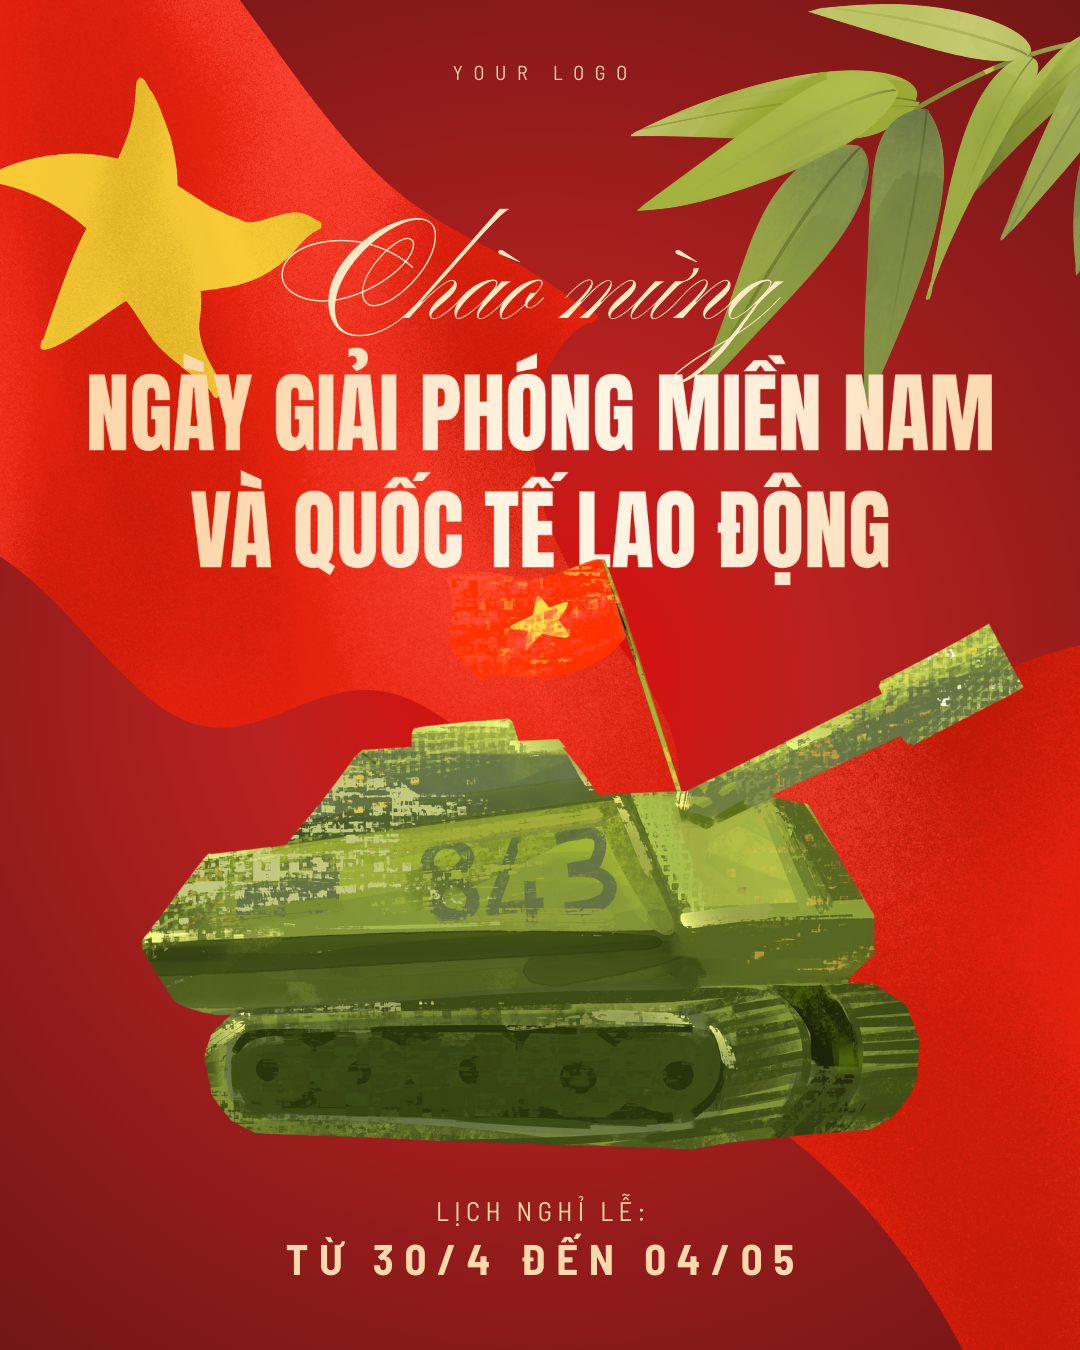 YOUR LOGO
Chào mừng
NGÀY GIẢI PHÓNG MIỀN NAM
VÀ QUỐC TẾ LAO ĐỘNG
843
LỊCH NGHỈ LỄ:
TỪ 30/4 ĐẾN 04/05